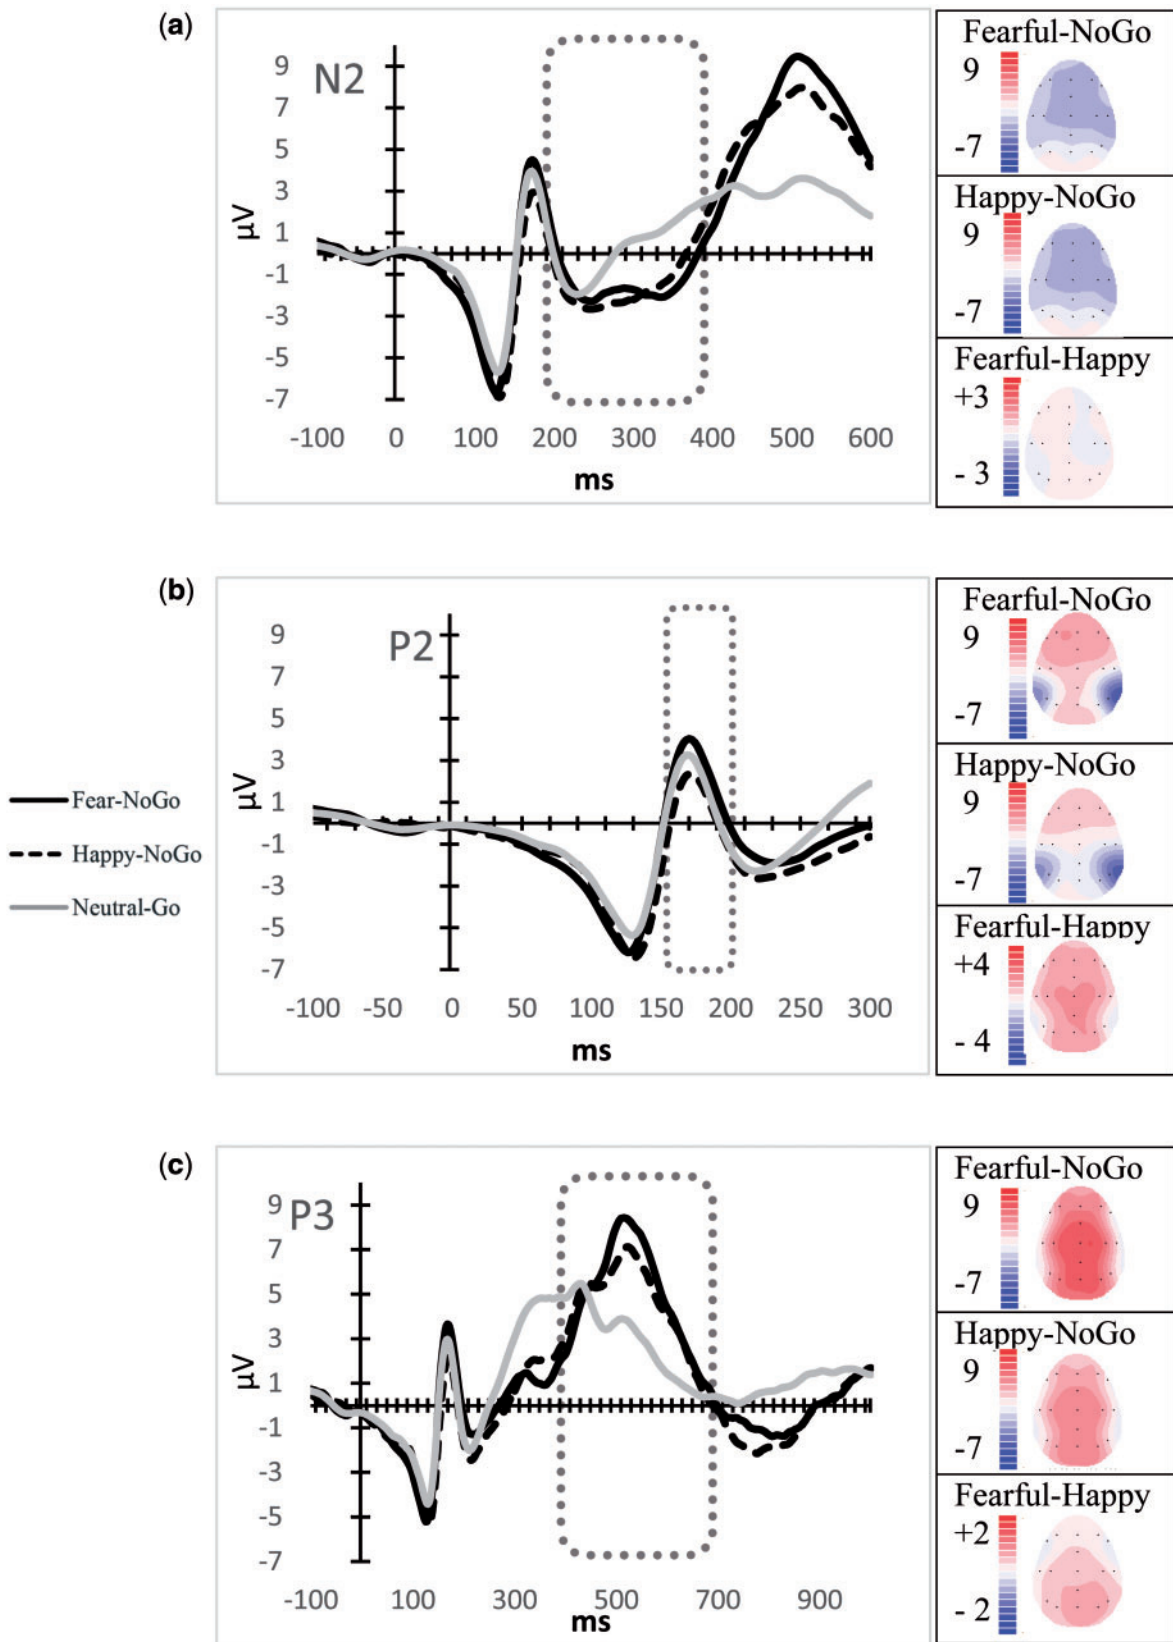 (a)
N2
9
7
5
3
1
-1
-3
-5
-7
μV
-100 0 100 200 300 400 500 600
ms
Fearful-NoGo
9
-7
Happy-NoGo
9
-7
Fearful-Happy
+3
- 3
(b)
P2
9
7
5
3
1
-1
-3
-5
-7
μV
-100 -50 0 50 100 150 200 250 300
ms
Fear-NoGo
Happy-NoGo
Neutral-Go
Fearful-NoGo
9
-7
Happy-NoGo
9
-7
Fearful-Happy
+4
- 4
(c)
P3
9
7
5
3
1
-1
-3
-5
-7
μV
-100 100 300 500 700 900
ms
Fearful-NoGo
9
-7
Happy-NoGo
9
-7
Fearful-Happy
+2
- 2